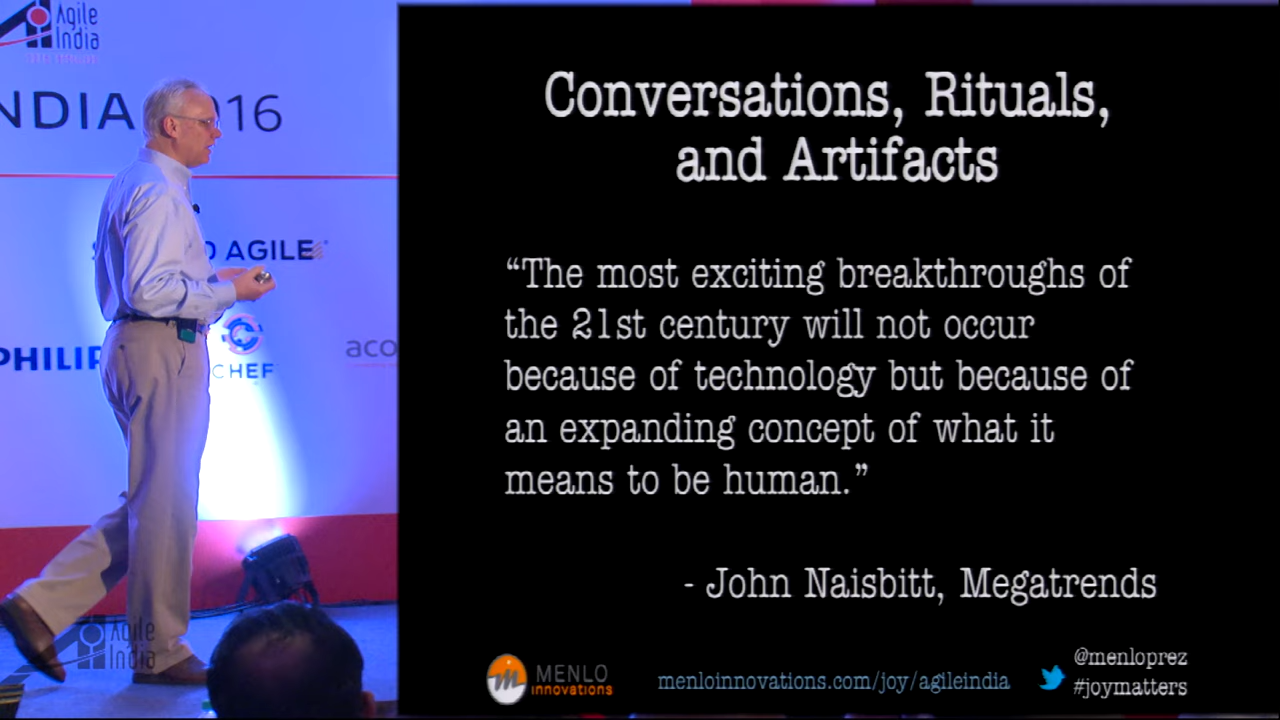 Agile
India
NDIA 2016
AGILE
PHILIP
CHEF
aco
Agile
India
Conversations, Rituals,
and Artifacts
“The most exciting breakthroughs of
the 21st century will not occur
because of technology but because of
an expanding concept of what it
means to be human.”
- John Naisbitt, Megatrends
MENLO
innovations
menloinnovations.com/joy/agileindia
@menloprez
#joymatters